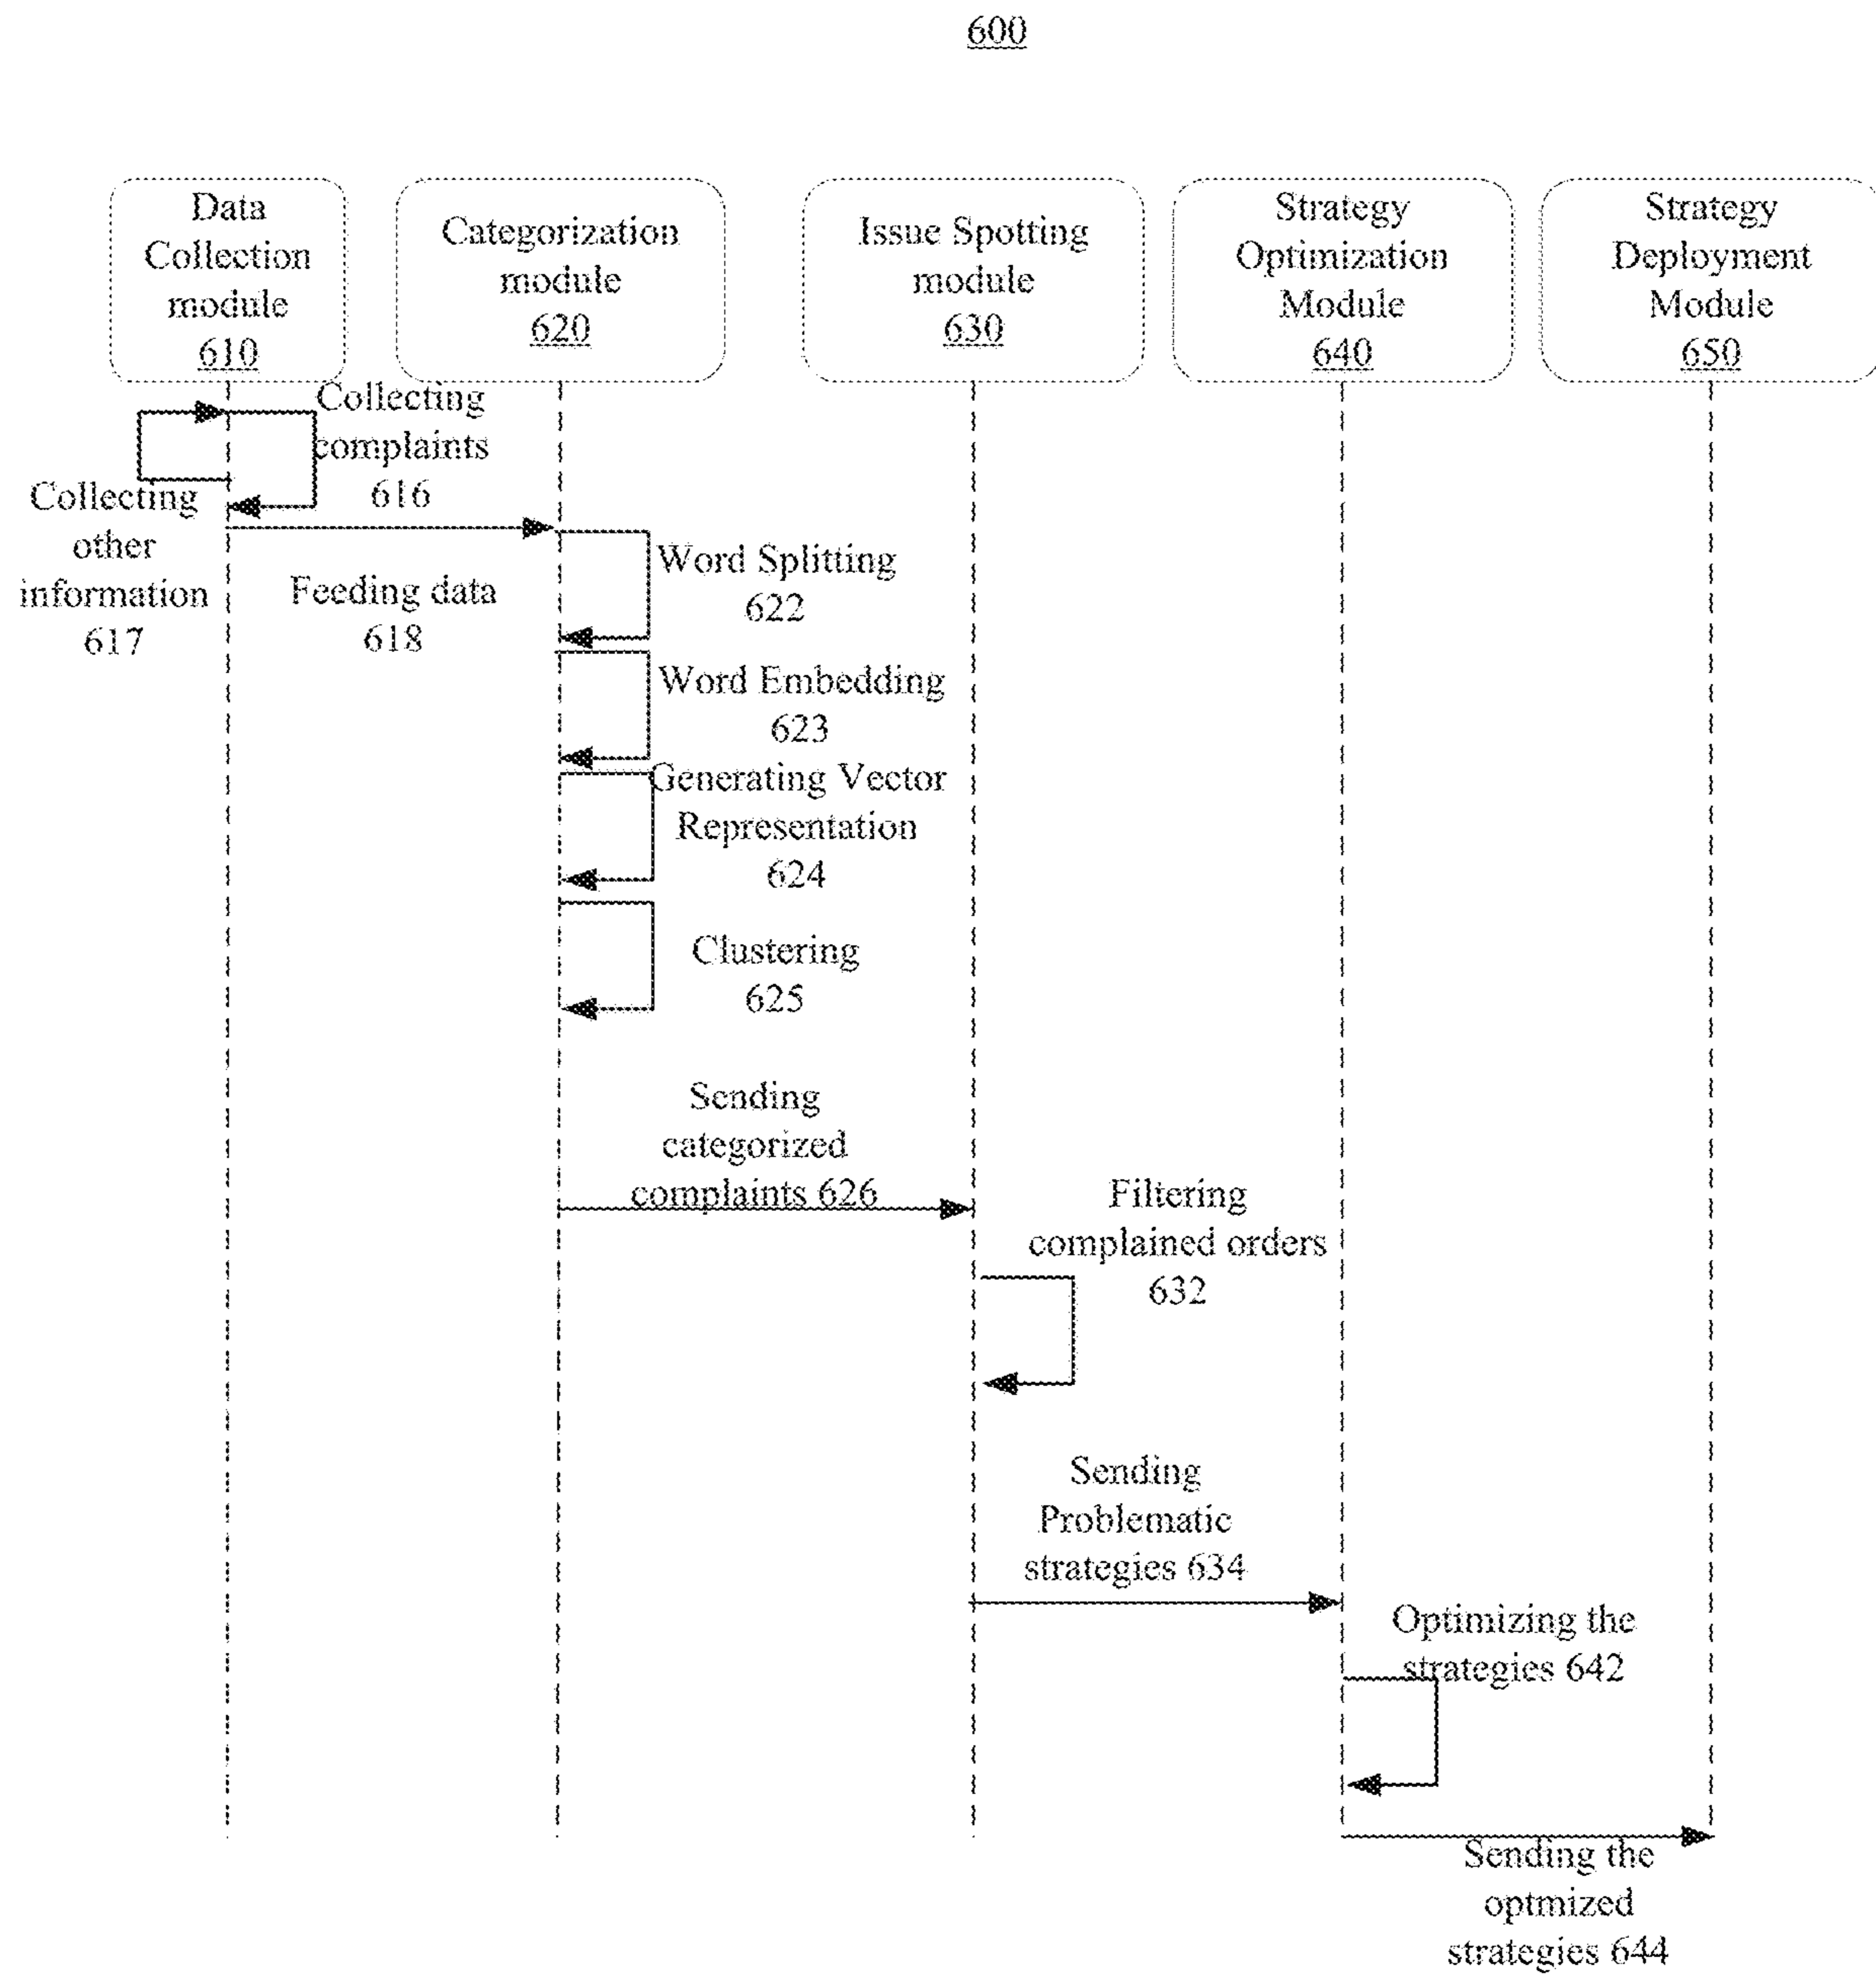 600
Data
Collection
module
610
Categorization
module
620
Issue Spotting
module
630
Strategy
Optimization
Module
640
Strategy
Deployment
Module
650
Collecting
complaints
616
Collecting
other
information
617
Feeding data
618
Word Splitting
622
Word Embedding
623
Generating Vector
Representation
624
Clustering
625
Sending
categorized
complaints 626
Filtering
complained orders
632
Sending
Problematic
strategies 634
Optimizing the
strategies 642
Sending the
optmized
strategies 644